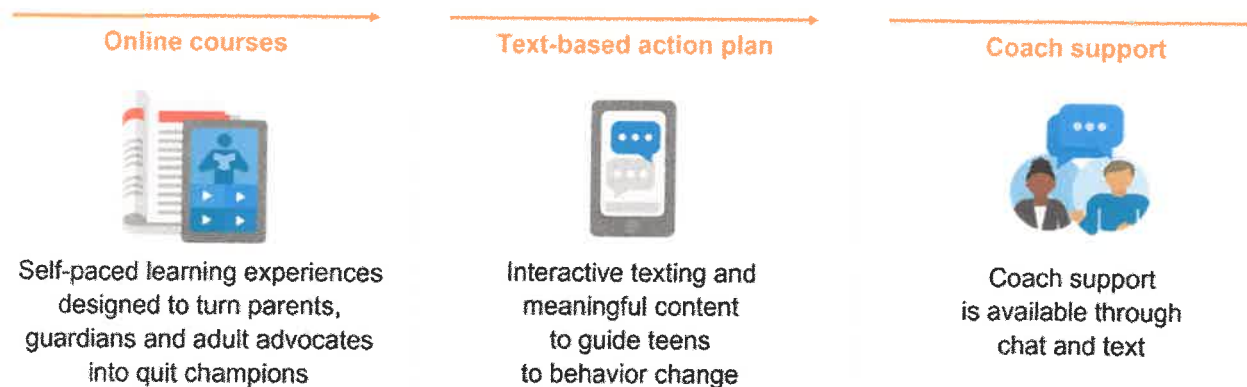 Online courses
Self-paced learning experiences
designed to turn parents,
guardians and adult advocates
into quit champions
Text-based action plan
Interactive texting and
meaningful content
to guide teens
to behavior change
Coach support
Coach support
is available through
chat and text